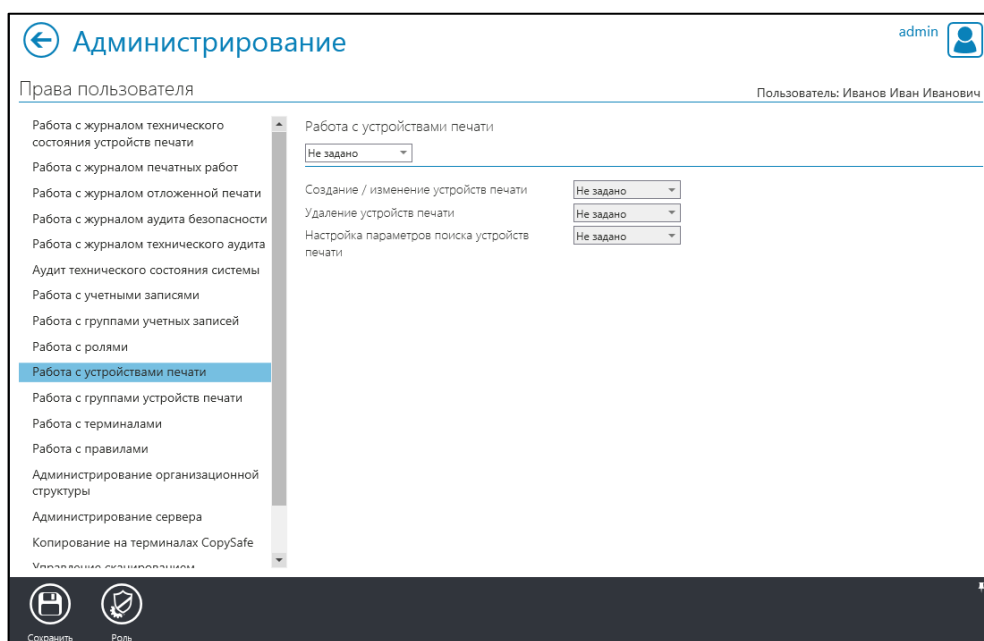 Администрирование
admin
Права пользователя
Пользователь: Иванов Иван Иванович
Работа с журналом технического
состояния устройств печати
Работа с журналом печатных работ
Работа с журналом отложенной печати
Работа с журналом аудита безопасности
Работа с журналом технического аудита
Аудит технического состояния системы
Работа с учетными записями
Работа с группами учетных записей
Работа с ролями
Работа с устройствами печати
Работа с группами устройств печати
Работа с терминалами
Работа с правилами
Администрирование организационной
структуры
Администрирование сервера
Копирование на терминалах CopySafe
Управление сканированием
Работа с устройствами печати
Не задано
Создание / изменение устройств печати
Не задано
Удаление устройств печати
Не задано
Настройка параметров поиска устройств
печати
Не задано
Сохранить
Роль